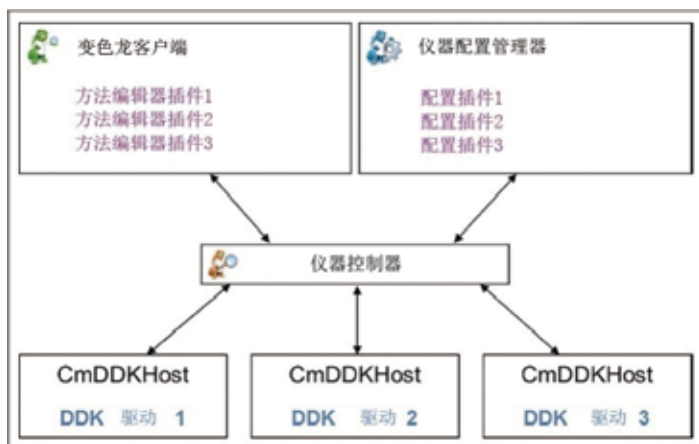 变色龙客户端
方法编辑器插件1
方法编辑器插件2
方法编辑器插件3
仪器配置管理器
配置插件1
配置插件2
配置插件3
仪器控制器
CmDDKHost
DDK 驱动 1
CmDDKHost
DDK 驱动 2
CmDDKHost
DDK 驱动 3